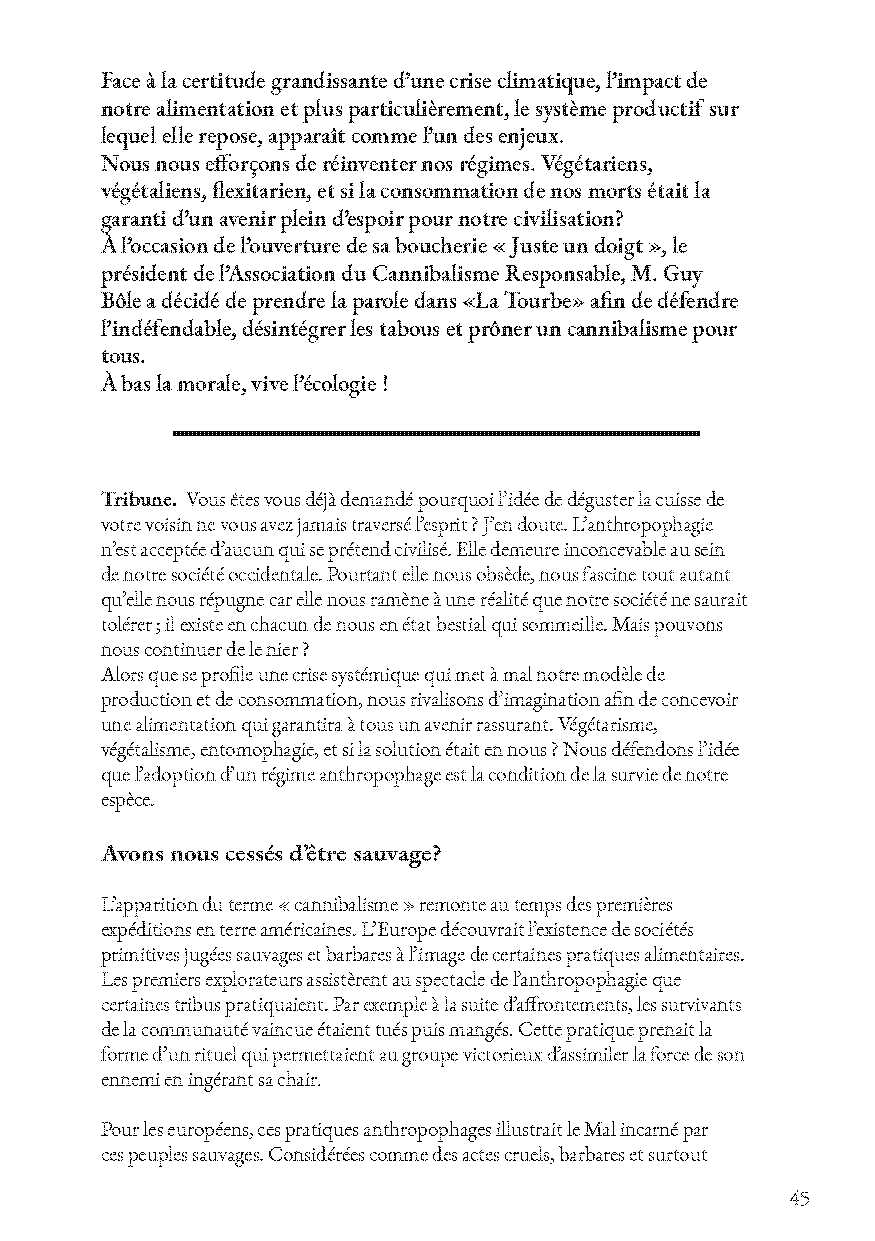 Face à la certitude grandissante d’une crise climatique, l’impact de
notre alimentation et plus particulièrement, le système productif sur
lequel elle repose, apparaît comme l’un des enjeux.
Nous nous efforçons de réinventer nos régimes. Végétariens,
végétaliens, flexitarien, et si la consommation de nos morts était la
garanti d’un avenir plein d’espoir pour notre civilisation?
À l’occasion de l’ouverture de sa boucherie « Juste un doigt », le
président de l’Association du Cannibalisme Responsable, M. Guy
Bôle a décidé de prendre la parole dans «La Tourbe» afin de défendre
l’indéfendable, désintégrer les tabous et prôner un cannibalisme pour
tous.
À bas la morale, vive l’écologie !
Tribune. Vous êtes vous déjà demandé pourquoi l’idée de déguster la cuisse de
votre voisin ne vous avez jamais traversé l’esprit ? J’en doute. L’anthropophagie
n’est acceptée d’aucun qui se prétend civilisé. Elle demeure inconcevable au sein
de notre société occidentale. Pourtant elle nous obsède, nous fascine tout autant
qu’elle nous répugne car elle nous ramène à une réalité que notre société ne saurait
tolérer ; il existe en chacun de nous en état bestial qui sommeille. Mais pouvons
nous continuer de le nier ?
Alors que se profile une crise systémique qui met à mal notre modèle de
production et de consommation, nous rivalisons d’imagination afin de concevoir
une alimentation qui garantira à tous un avenir rassurant. Végétarisme,
végétalisme, entomophagie, et si la solution était en nous ? Nous défendons l’idée
que l’adoption d’un régime anthropophage est la condition de la survie de notre
espèce.
Avons nous cessés d’être sauvage?
L’apparition du terme « cannibalisme » remonte au temps des premières
expéditions en terre américaines. L’Europe découvrait l’existence de sociétés
primitives jugées sauvages et barbares à l’image de certaines pratiques alimentaires.
Les premiers explorateurs assistèrent au spectacle de l’anthropophagie que
certaines tribus pratiquaient. Par exemple à la suite d’affrontements, les survivants
de la communauté vaincue étaient tués puis mangés. Cette pratique prenait la
forme d’un rituel qui permettaient au groupe victorieux d’assimiler la force de son
ennemi en ingérant sa chair.
Pour les européens, ces pratiques anthropophages illustrait le Mal incarné par
ces peuples sauvages. Considérées comme des actes cruels, barbares et surtout
45